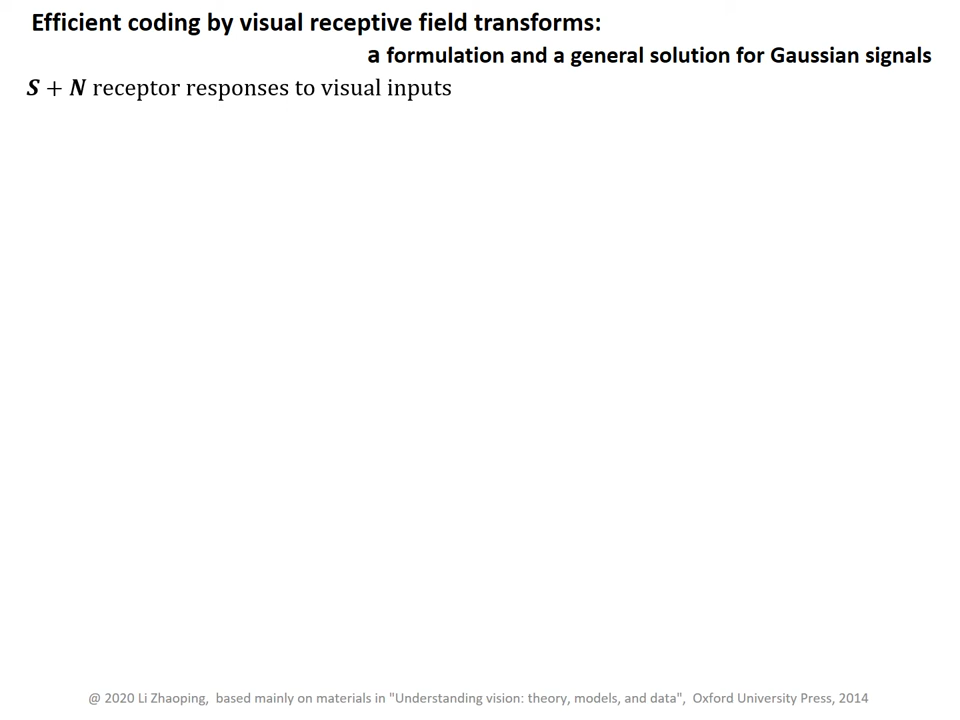 Efficient coding by visual receptive field transforms:
a formulation and a general solution for Gaussian signals
S + N receptor responses to visual inputs
@ 2020 Li Zhaoping, based mainly on materials in "Understanding vision: theory, models, and data", Oxford University Press, 2014